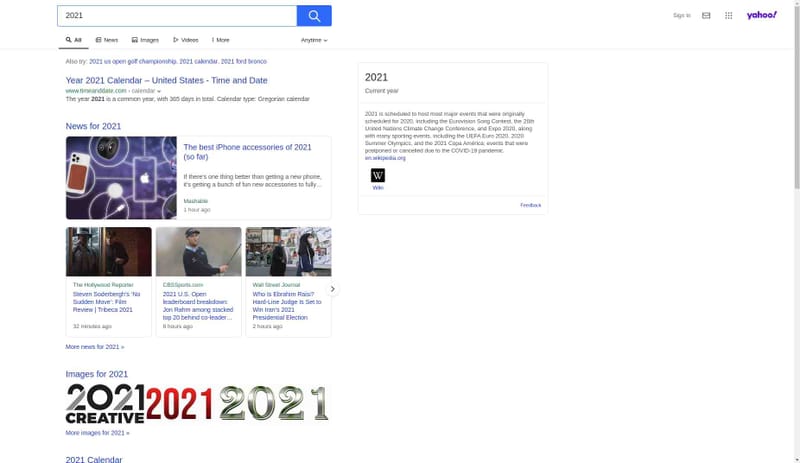 2021
Sign in
yahoo!
All
News
Images
Videos
More
Anytime
Also try: 2021 us open golf championship, 2021 calendar, 2021 ford bronco
Year 2021 Calendar – United States - Time and Date
www.timeanddate.com › calendar
The year 2021 is a common year, with 365 days in total. Calendar type: Gregorian calendar
News for 2021
The best iPhone accessories of 2021
(so far)
If there's one thing better than getting a new phone,
it's getting a bunch of fun new accessories to fully…
Mashable
1 hour ago
The Hollywood Reporter
Steven Soderbergh's 'No
Sudden Move': Film
Review | Tribeca 2021
32 minutes ago
CBSSports.com
2021 U.S. Open
leaderboard breakdown:
Jon Rahm among stacked
top 20 behind co-leader…
6 hours ago
Wall Street Journal
Who Is Ebrahim Raisi?
Hard-Line Judge Is Set to
Win Iran's 2021
Presidential Election
2 hours ago
More news for 2021 »
Images for 2021
2021
CREATIVE
2021
2021
More images for 2021 »
2021 Calendar
2021
Current year
2021 is scheduled to host most major events that were originally
scheduled for 2020, including the Eurovision Song Contest, the 26th
United Nations Climate Change Conference, and Expo 2020, along
with many sporting events, including the UEFA Euro 2020, 2020
Summer Olympics, and the 2021 Copa América; events that were
postponed or canceled due to the COVID-19 pandemic.
en.wikipedia.org
W
Wiki
Feedback